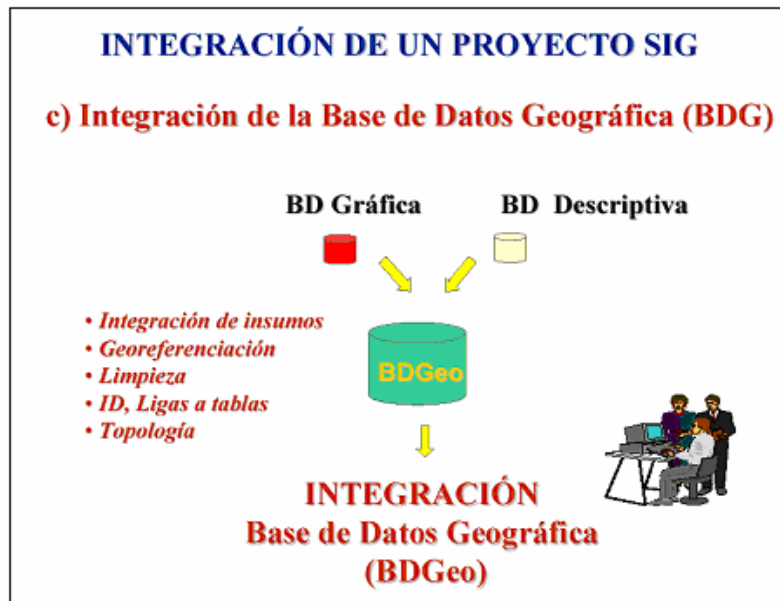 INTEGRACIÓN DE UN PROYECTO SIG
c) Integración de la Base de Datos Geográfica (BDG)
BD Gráfica
BD Descriptiva
• Integración de insumos
• Georeferenciación
• Limpieza
• ID, Ligas a tablas
• Topología
BDGeo
INTEGRACIÓN
Base de Datos Geográfica
(BDGeo)